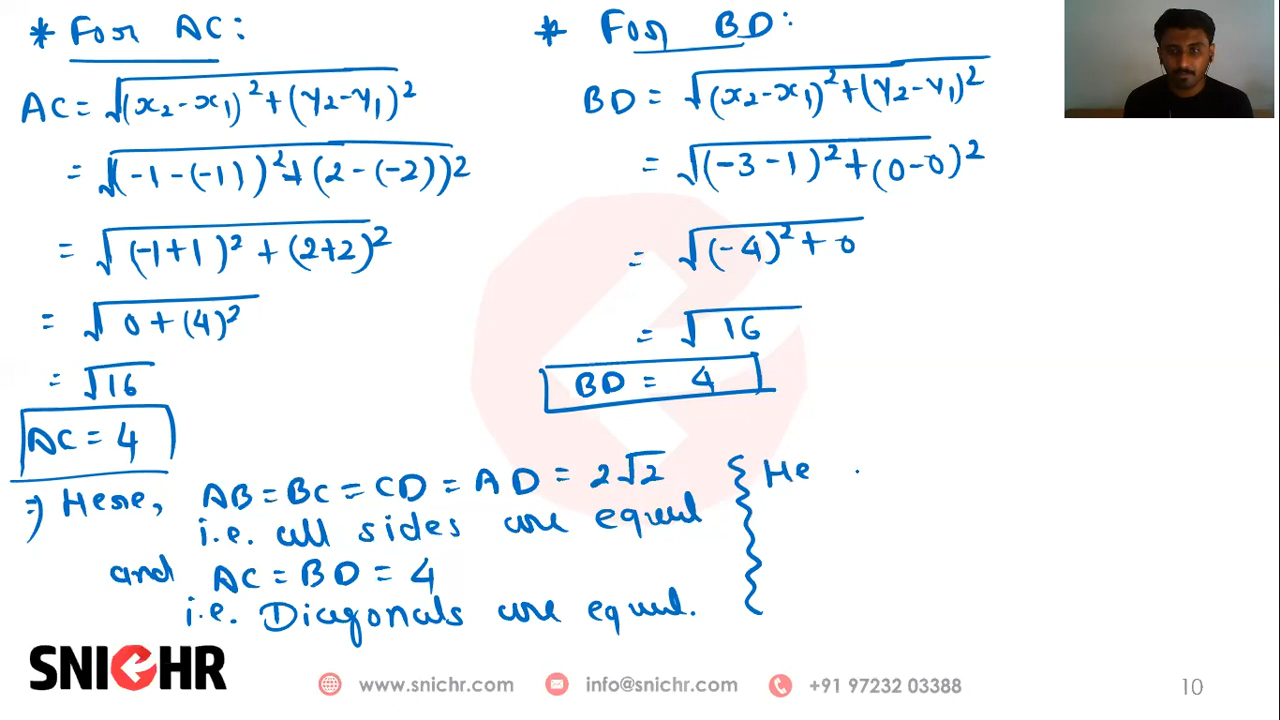 * For AC:
AC = √(x₂-x₁)²+(y₂-y₁)²
= √(-1-(-1))²+(2-(-2))²
= √(-1+1)²+(2+2)²
= √0+(4)²
= √16
AC = 4
* For BD:
BD = √(x₂-x₁)²+(y₂-y₁)²
= √(-3-1)²+(0-0)²
= √(-4)²+0
= √16
BD = 4
⇒ Here, AB = BC = CD = AD = 2√2
i.e. all sides are equal
and AC = BD = 4
i.e. Diagonals are equal.
{ He
SNICHR
www.snichr.com info@snichr.com +91 97232 03388
10